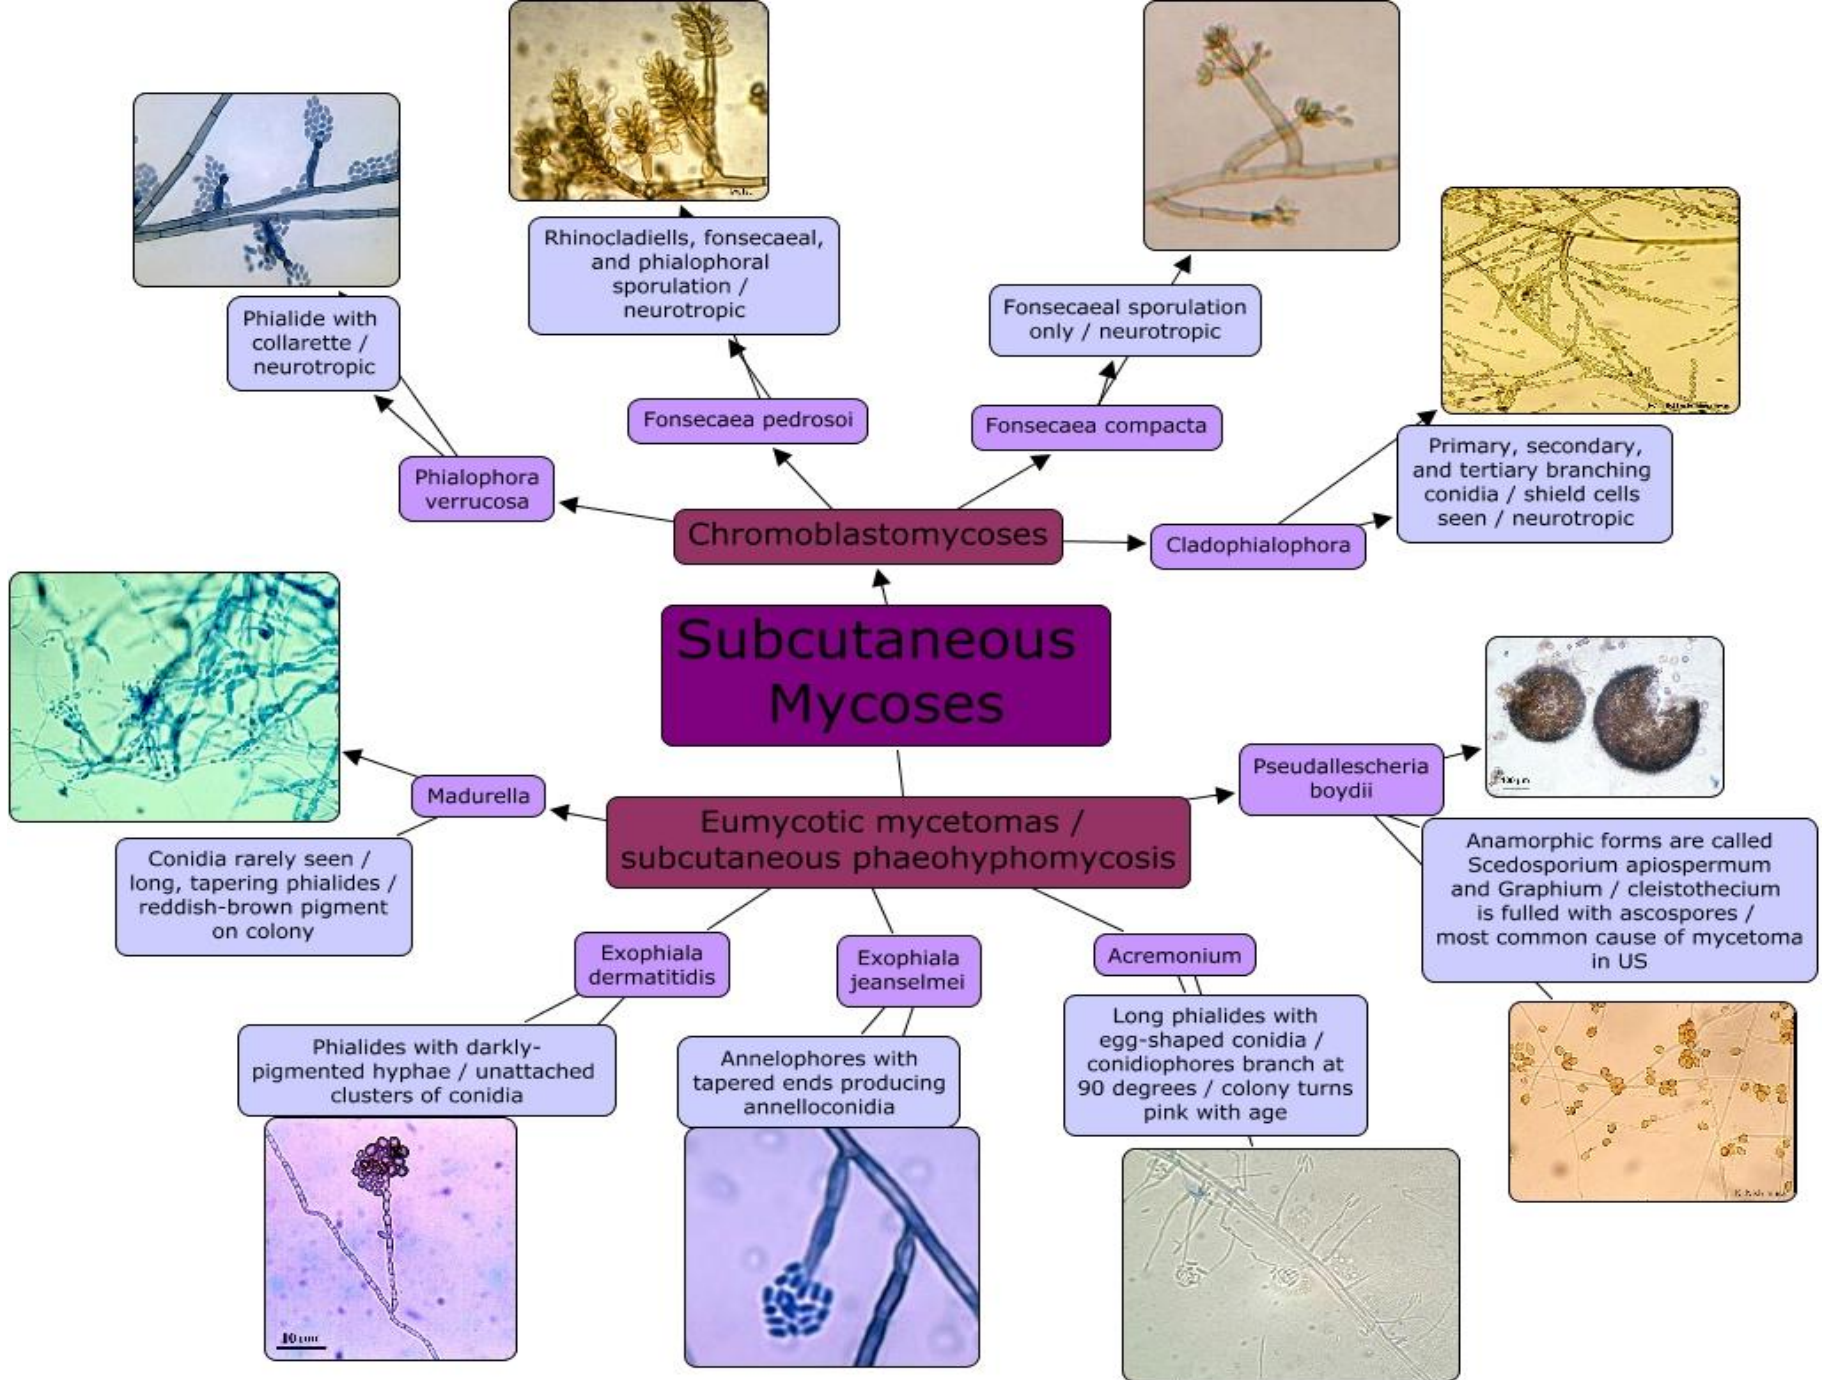 Rhinocladiells, fonsecaeal,
and phialophoral
sporulation /
neurotropic
Fonsecaeal sporulation
only / neurotropic
Phialide with
collarette /
neurotropic
Fonsecaea pedrosoi
Fonsecaea compacta
Phialophora
verrucosa
Primary, secondary,
and tertiary branching
conidia / shield cells
seen / neurotropic
Chromoblastomycoses
Cladophialophora
Subcutaneous
Mycoses
Madurella
Pseudallescheria
boydii
Eumycotic mycetomas /
subcutaneous phaeohyphomycosis
Conidia rarely seen /
long, tapering phialides /
reddish-brown pigment
on colony
Anamorphic forms are called
Scedosporium apiospermum
and Graphium / cleistothecium
is fulled with ascospores /
most common cause of mycetoma
in US
Exophiala
dermatitidis
Exophiala
jeanselmei
Acremonium
Phialides with darkly-
pigmented hyphae / unattached
clusters of conidia
Annelophores with
tapered ends producing
annelloconidia
Long phialides with
egg-shaped conidia /
conidiophores branch at
90 degrees / colony turns
pink with age
10 µm